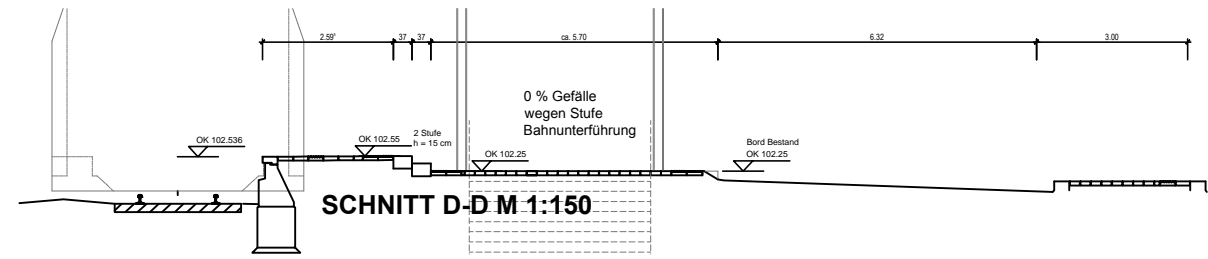 2.59⁵
37
37
ca. 5.70
6.32
3.00
0 % Gefälle
wegen Stufe
Bahnunterführung
OK 102.536
OK 102.55
2 Stufe
h = 15 cm
OK 102.25
Bord Bestand
OK 102.25
SCHNITT D-D M 1:150